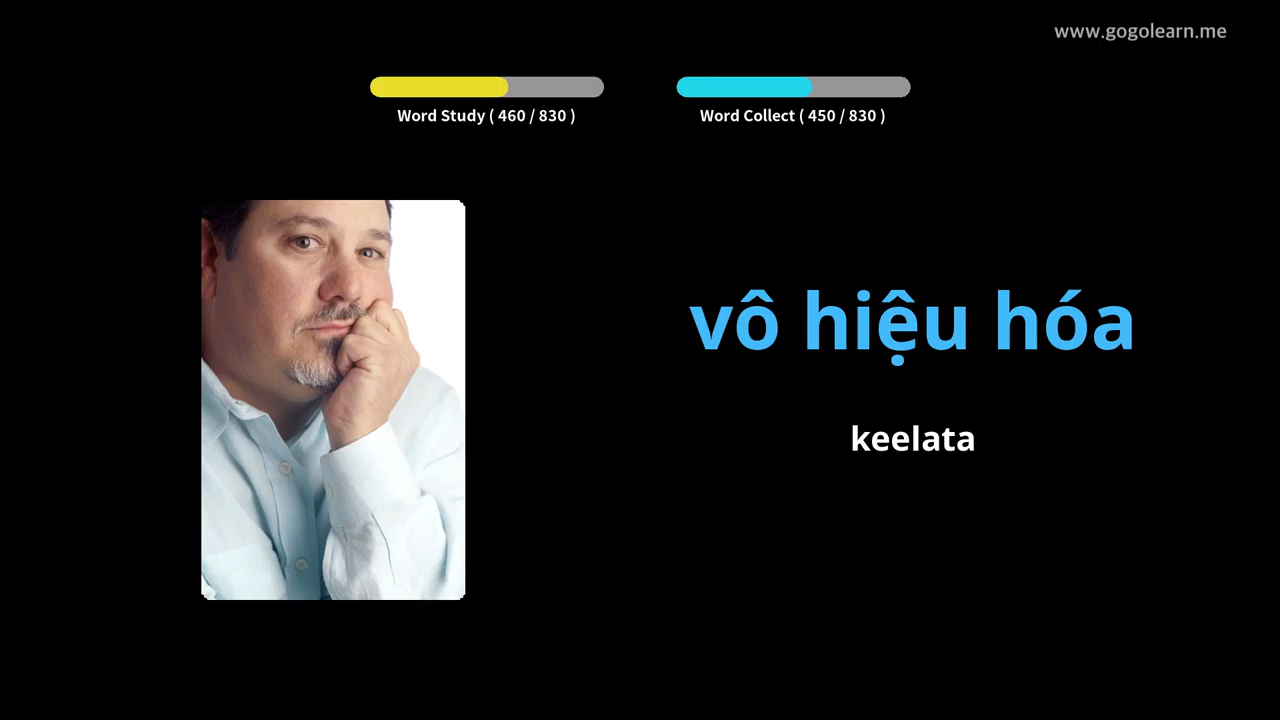 www.gogolearn.me
Word Study ( 460 / 830 )
Word Collect ( 450 / 830 )
vô hiệu hóa
keelata